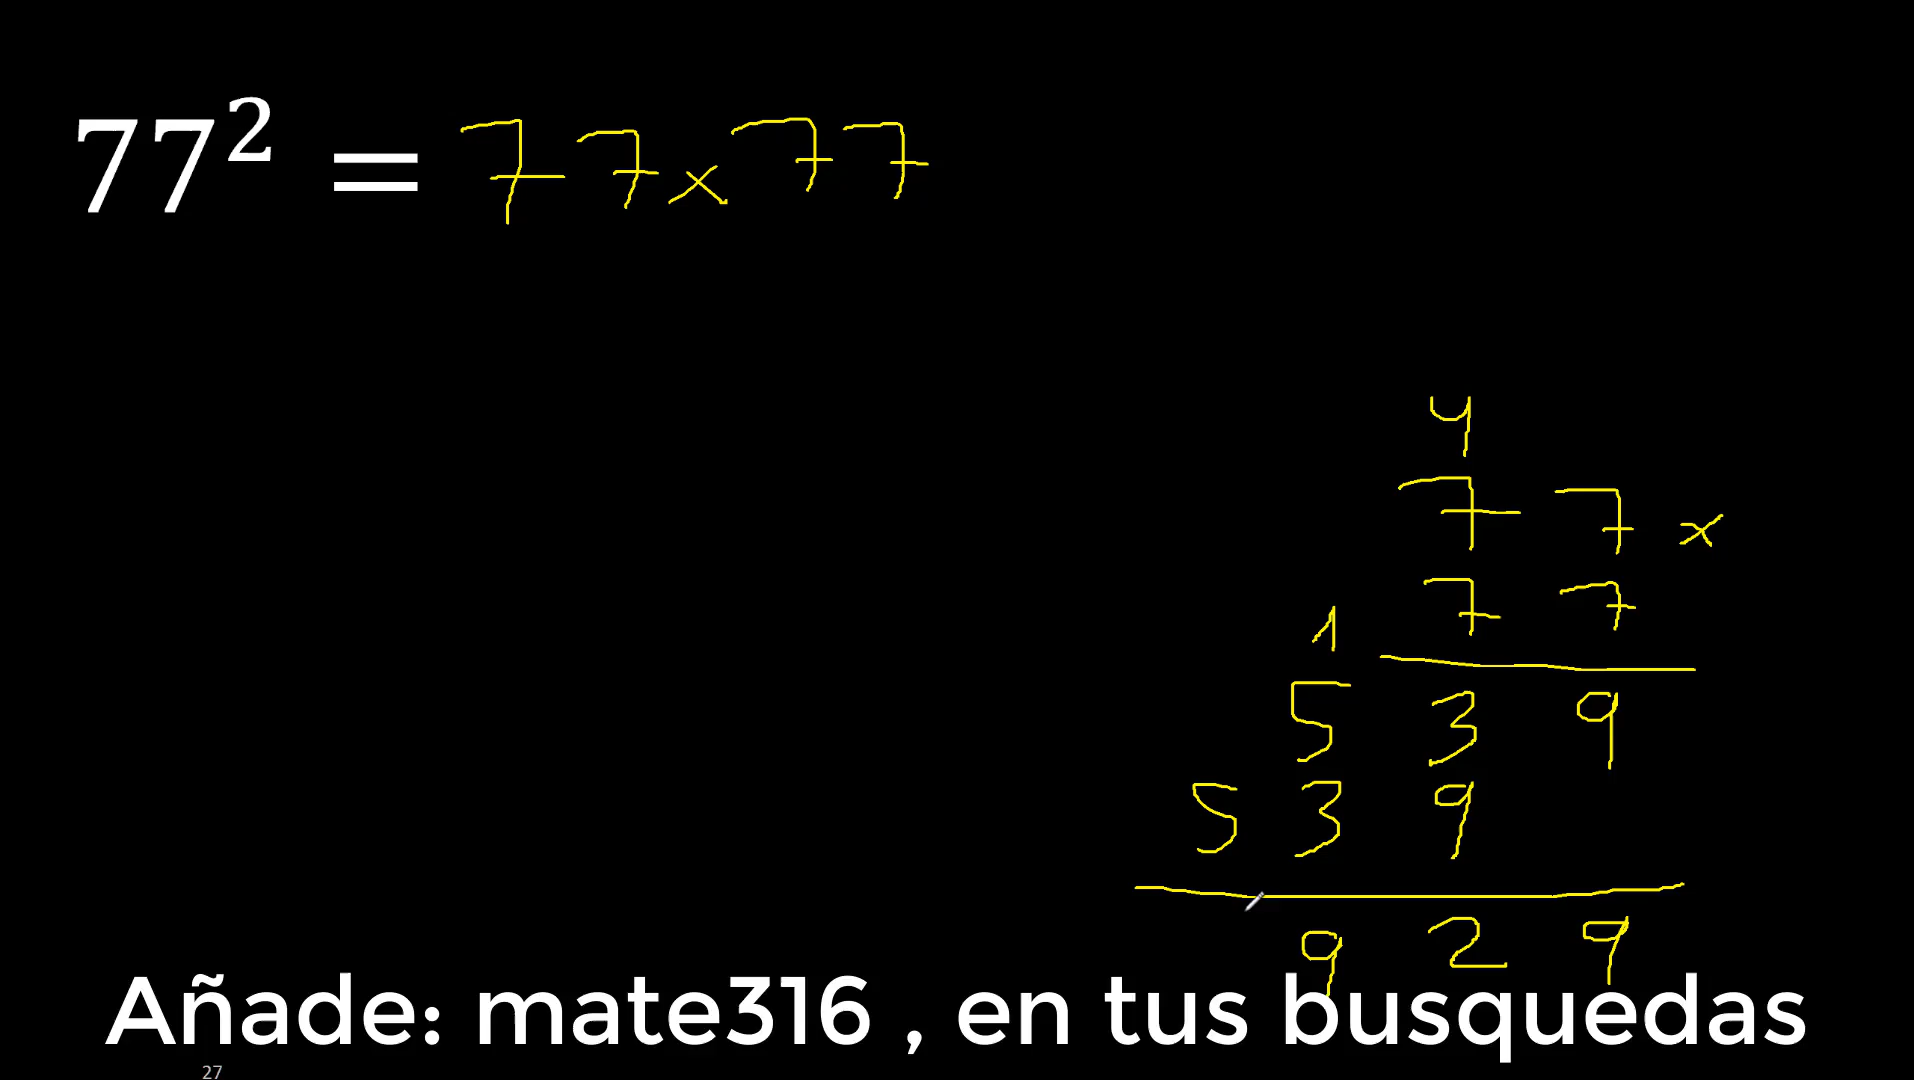 77² = 77x77
4
77x
77
1
539
539
929
Añade: mate316 , en tus busquedas
27